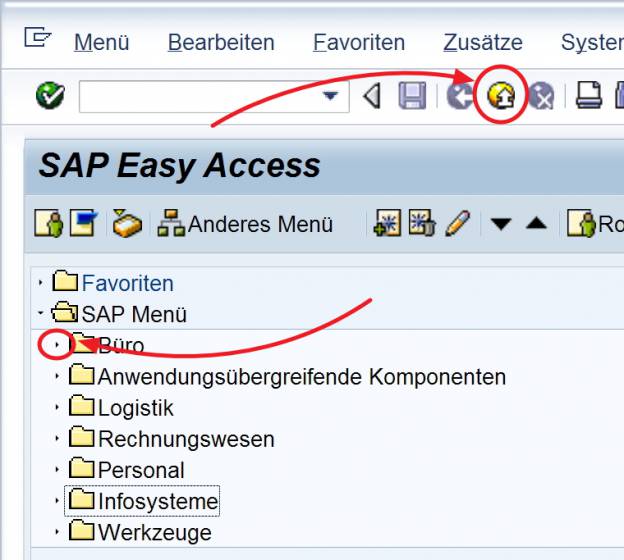 Menü Bearbeiten Favoriten Zusätze System
SAP Easy Access
Anderes Menü Ro
Favoriten
SAP Menü
Büro
Anwendungsübergreifende Komponenten
Logistik
Rechnungswesen
Personal
Infosysteme
Werkzeuge